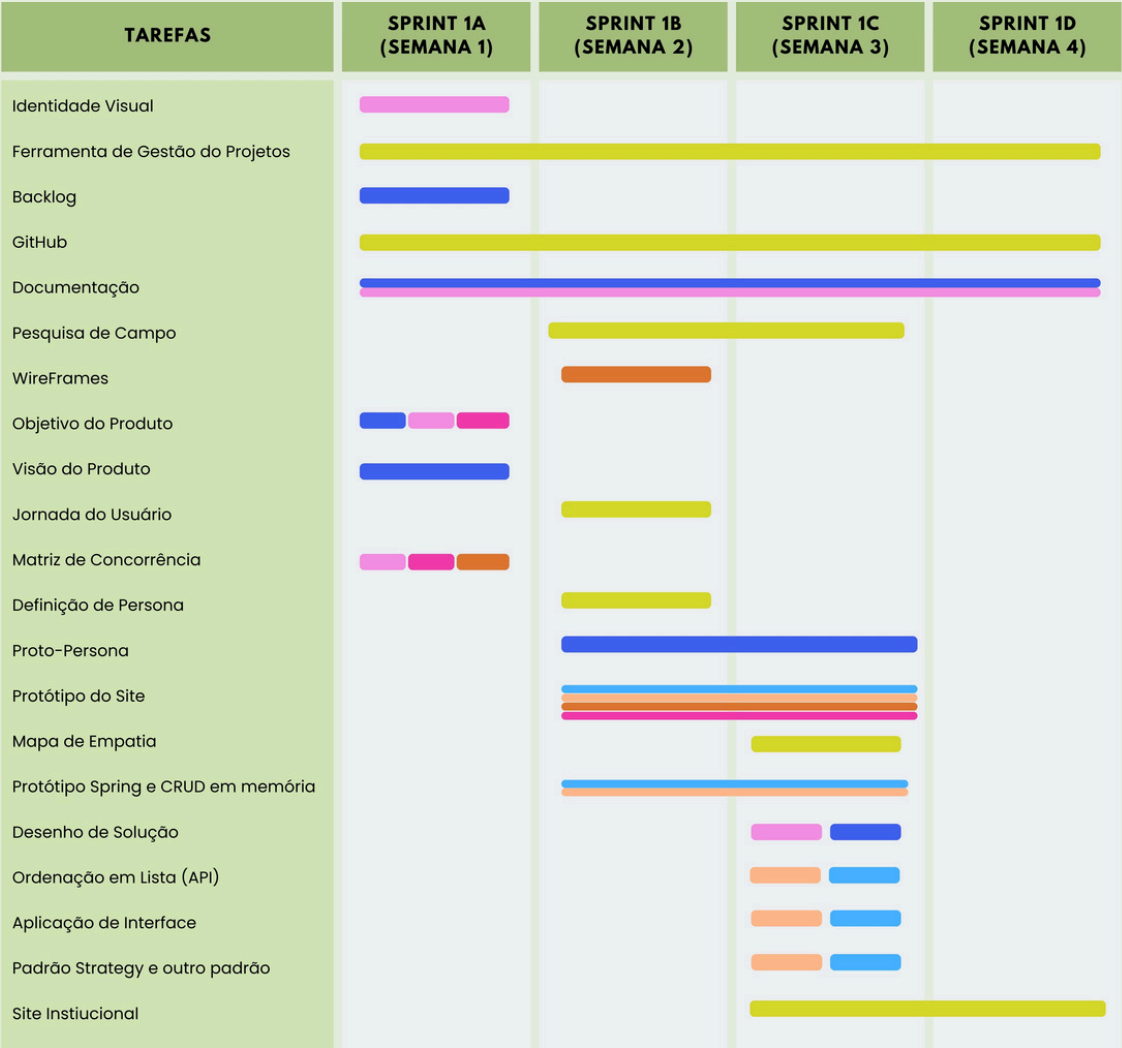 TAREFAS
SPRINT 1A
(SEMANA 1)
SPRINT 1B
(SEMANA 2)
SPRINT 1C
(SEMANA 3)
SPRINT 1D
(SEMANA 4)
Identidade Visual
Ferramenta de Gestão do Projetos
Backlog
GitHub
Documentação
Pesquisa de Campo
WireFrames
Objetivo do Produto
Visão do Produto
Jornada do Usuário
Matriz de Concorrência
Definição de Persona
Proto-Persona
Protótipo do Site
Mapa de Empatia
Protótipo Spring e CRUD em memória
Desenho de Solução
Ordenação em Lista (API)
Aplicação de Interface
Padrão Strategy e outro padrão
Site Instiucional